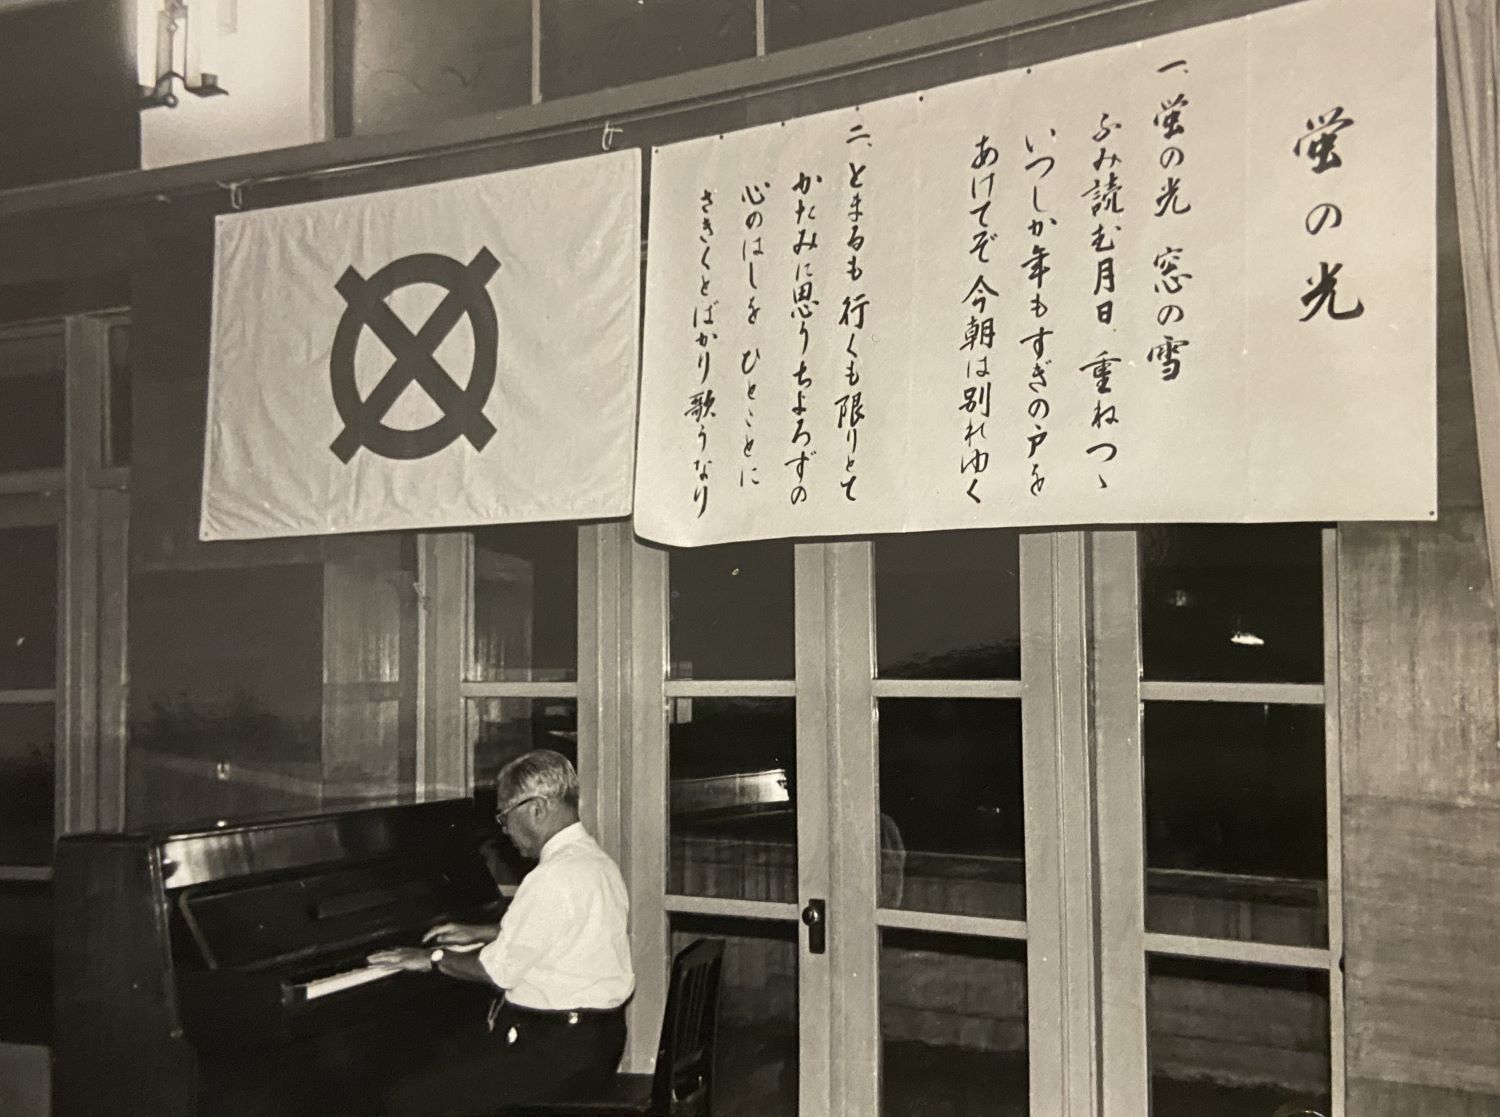 蛍の光
一、蛍の光 窓の雪
ふみ読む月日 重ねつゝ
いつしか年もすぎの戸を
あけてぞ今朝は別れゆく
二、とまるも行くも限りとて
かたみに思うちよろずの
心のはしを ひとことに
さきくとばかり歌うなり